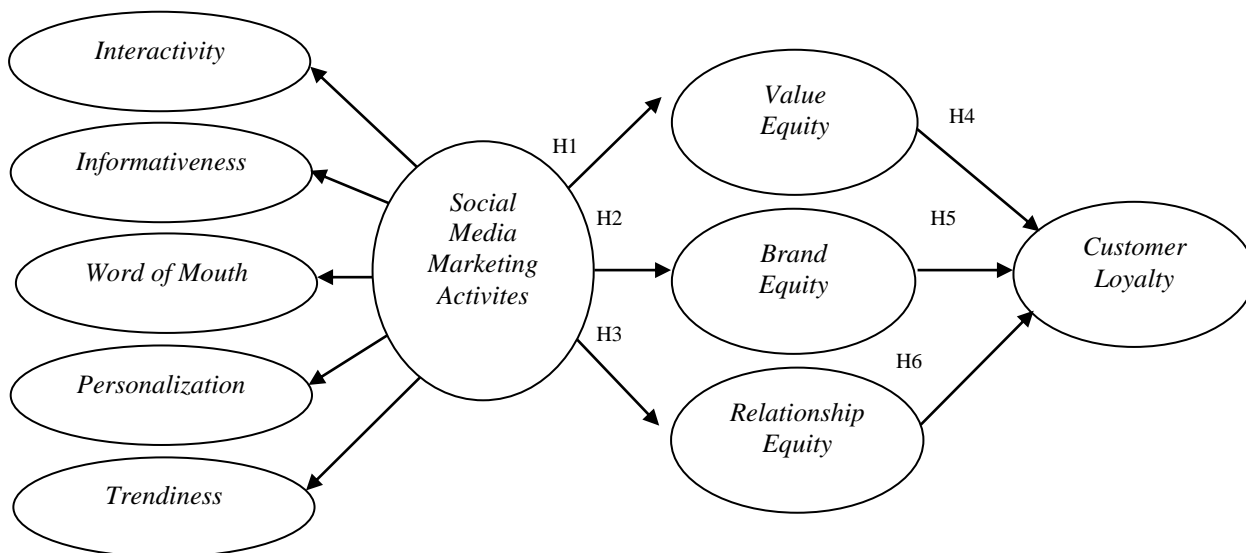 Interactivity
Informativeness
Word of Mouth
Personalization
Trendiness
Social
Media
Marketing
Activites
H1
H2
H3
Value
Equity
Brand
Equity
Relationship
Equity
H4
H5
H6
Customer
Loyalty